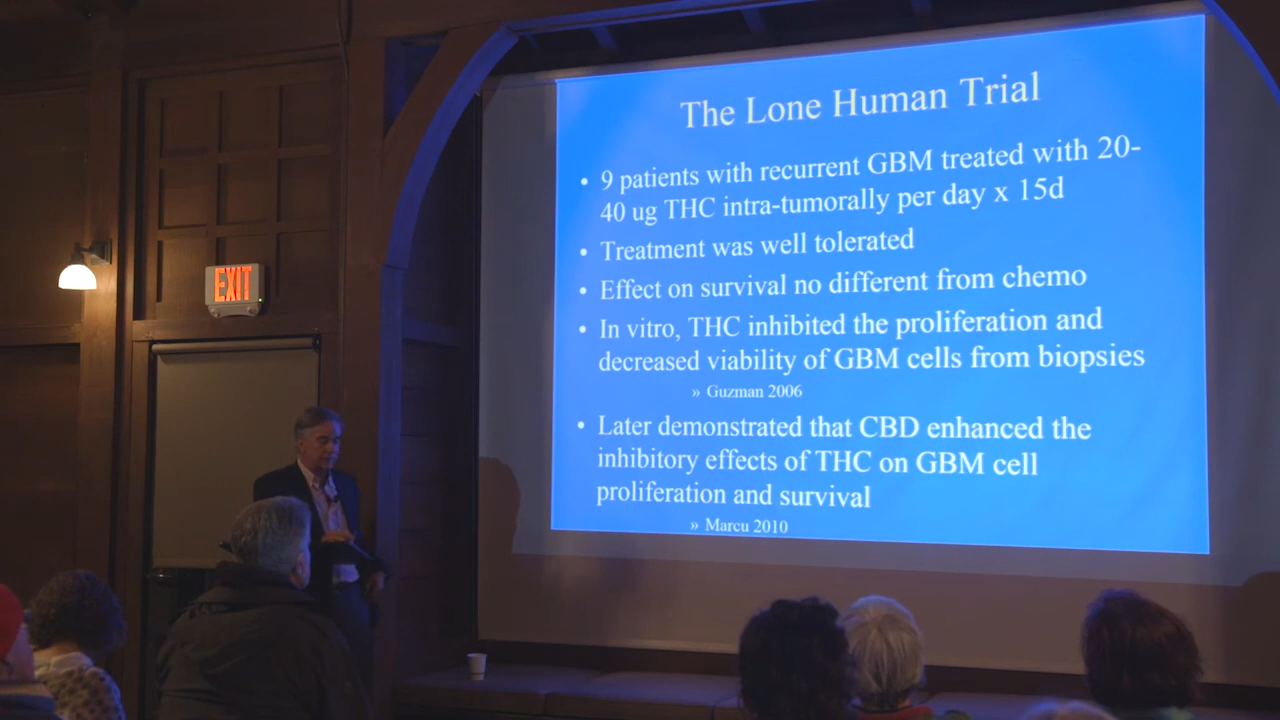 EXIT
The Lone Human Trial
• 9 patients with recurrent GBM treated with 20-
40 ug THC intra-tumorally per day x 15d
• Treatment was well tolerated
• Effect on survival no different from chemo
• In vitro, THC inhibited the proliferation and
decreased viability of GBM cells from biopsies
» Guzman 2006
• Later demonstrated that CBD enhanced the
inhibitory effects of THC on GBM cell
proliferation and survival
» Marcu 2010